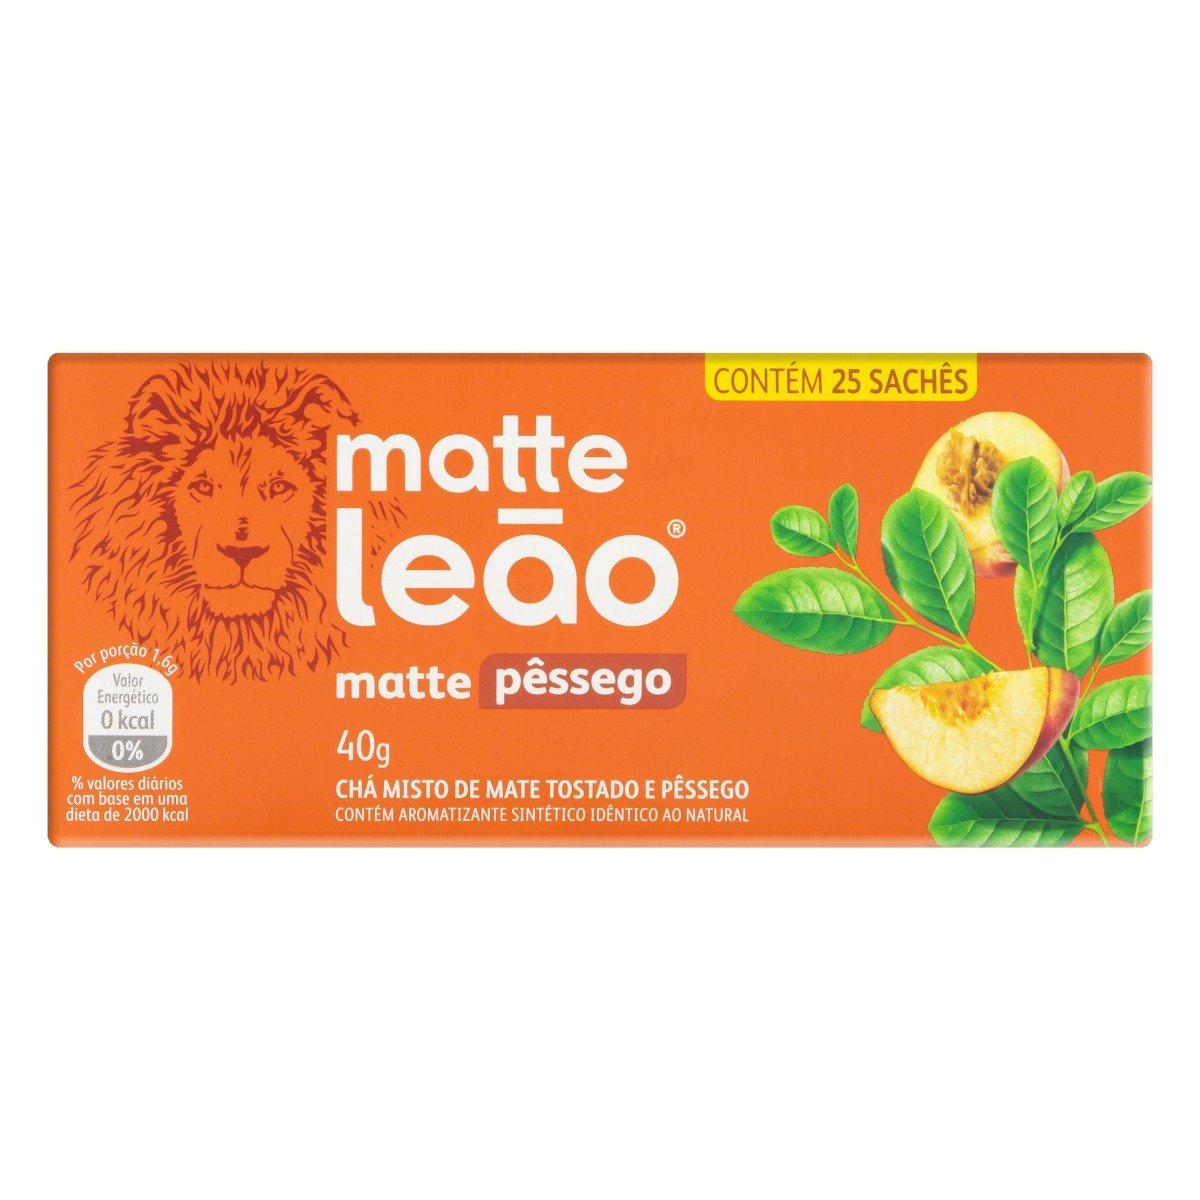 CONTÉM 25 SACHÊS
matte
leão®
matte pêssego
40g
CHÁ MISTO DE MATE TOSTADO E PÊSSEGO
CONTÉM AROMATIZANTE SINTÉTICO IDÊNTICO AO NATURAL
Por porção 1,6g
Valor
Energético
0 kcal
0%
% valores diários
com base em uma
dieta de 2000 kcal